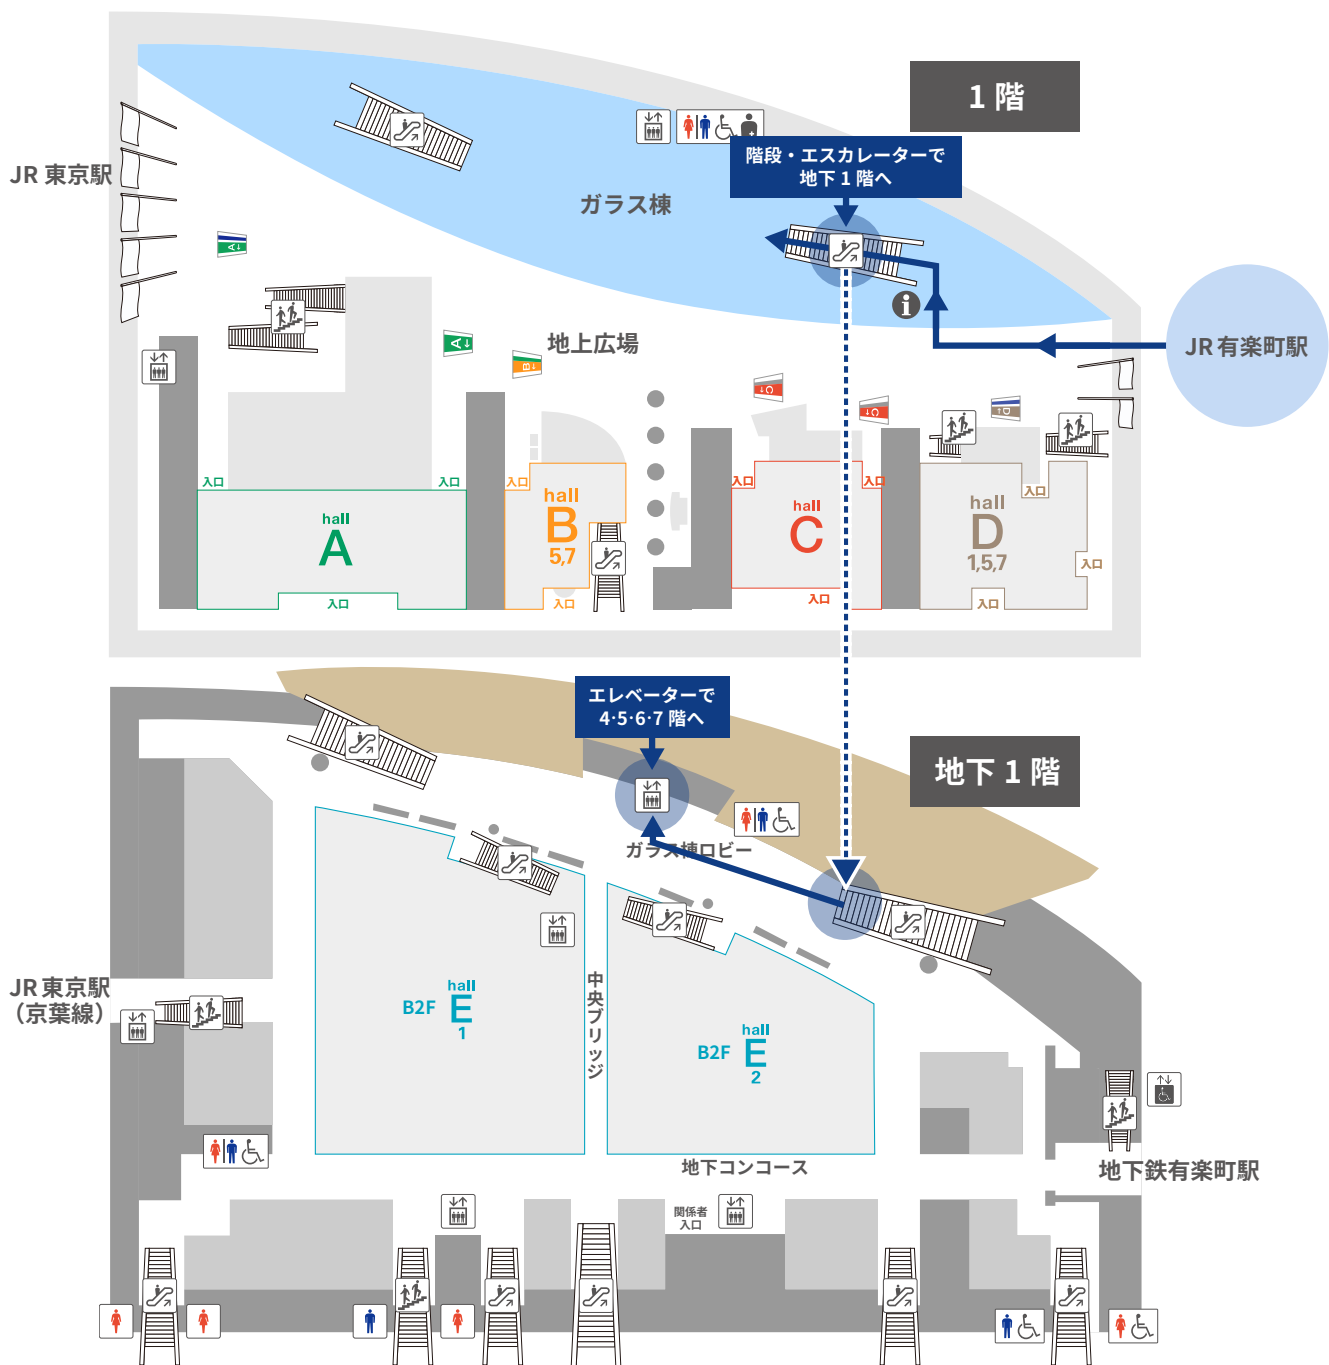 1階
JR 東京駅
階段・エスカレーターで
地下 1 階へ
ガラス棟
A
i
地上広場
JR 有楽町駅
A
B
C
C
D
入口
入口
入口
入口
入口
入口
hall
A
hall
B
5,7
hall
C
hall
D
1,5,7
入口
入口
入口
入口
入口
エレベーターで
4·5·6·7 階へ
地下 1 階
ガラス棟ロビー
JR 東京駅
（京葉線）
中央ブリッジ
B2F
hall
E
1
B2F
hall
E
2
地下コンコース
地下鉄有楽町駅
関係者
入口